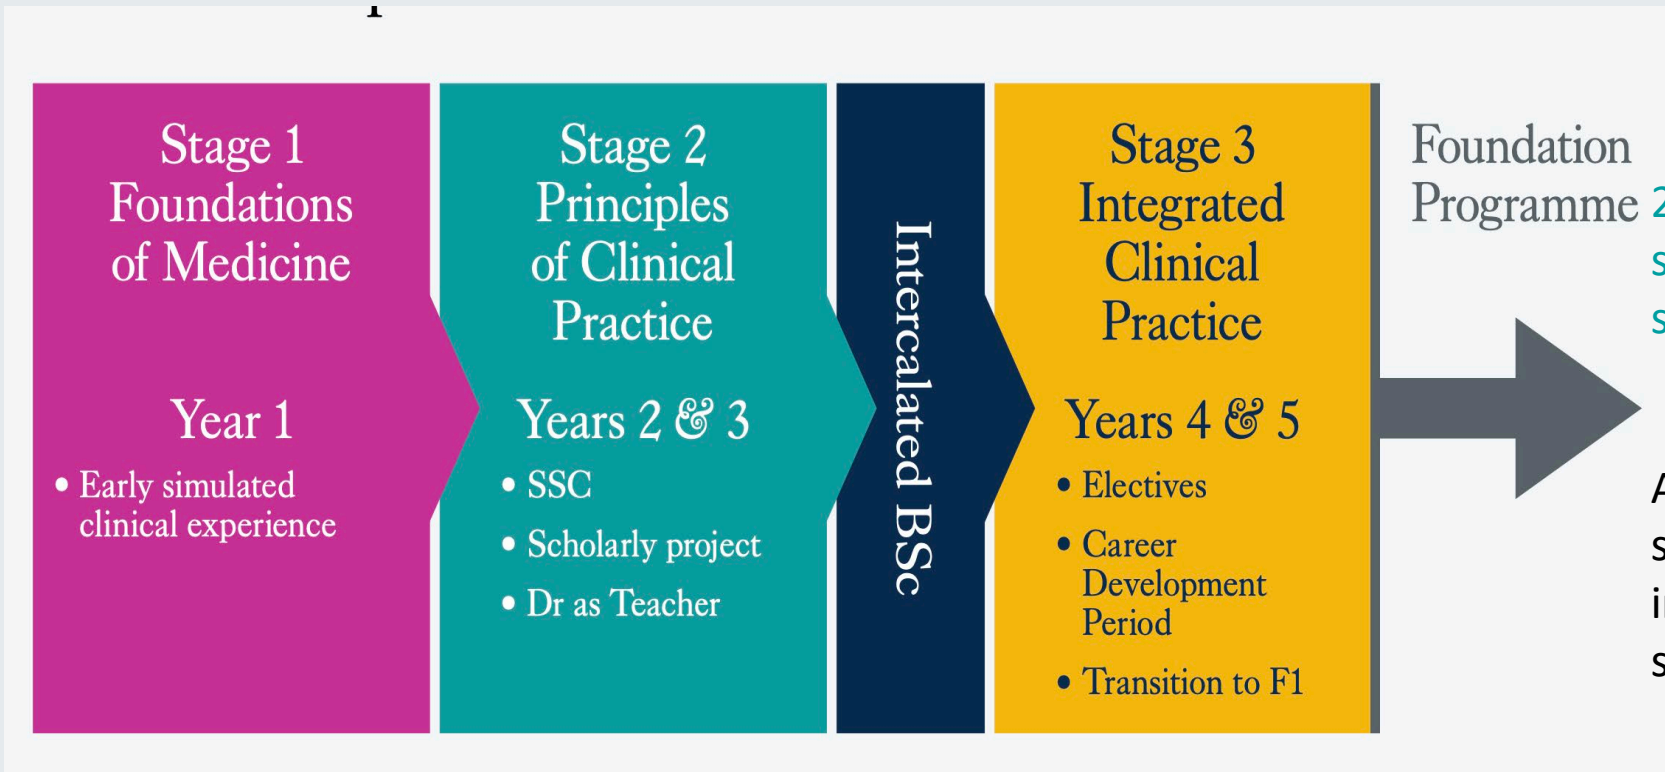 Stage 1
Foundations
of Medicine
Year 1
• Early simulated
clinical experience
Stage 2
Principles
of Clinical
Practice
Years 2 & 3
• SSC
• Scholarly project
• Dr as Teacher
Intercalated BSc
Stage 3
Integrated
Clinical
Practice
Years 4 & 5
• Electives
• Career
Development
Period
• Transition to F1
Foundation
Programme